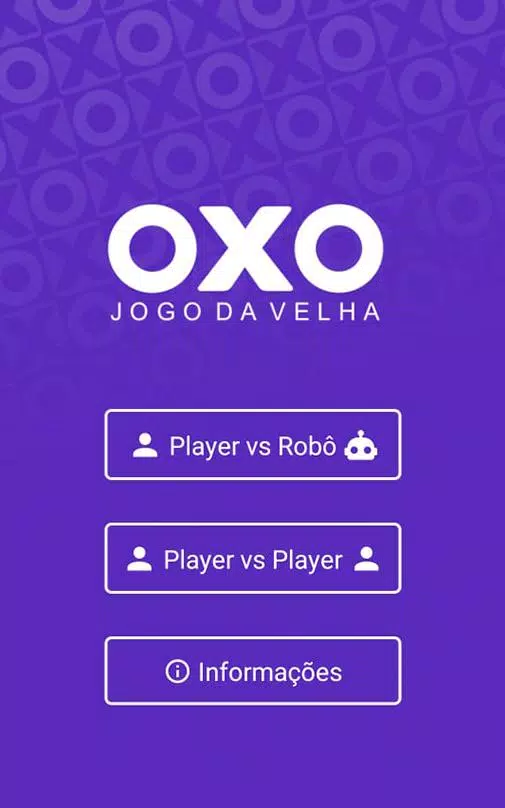 OXO
JOGO DA VELHA
Player vs Robô
Player vs Player
Informações